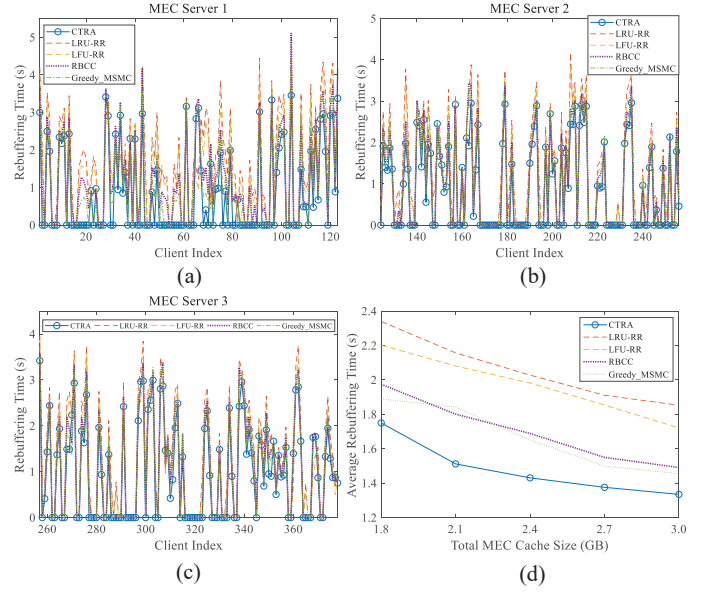 MEC Server 1
Rebuffering Time (s)
5
4
3
2
1
0
CTRA
LRU-RR
LFU-RR
RBCC
Greedy_MSMC
20
40
60
80
100
120
Client Index
(a)
MEC Server 2
Rebuffering Time (s)
5
4
3
2
1
0
CTRA
LRU-RR
LFU-RR
RBCC
Greedy_MSMC
140
160
180
200
220
240
Client Index
(b)
MEC Server 3
Rebuffering Time (s)
4
3
2
1
0
CTRA LRU-RR LFU-RR RBCC Greedy_MSMC
260
280
300
320
340
360
Client Index
(c)
Average Rebuffering Time (s)
2.4
2.2
2
1.8
1.6
1.4
1.2
CTRA
LRU-RR
LFU-RR
RBCC
Greedy_MSMC
1.8
2.1
2.4
2.7
3.0
Total MEC Cache Size (GB)
(d)